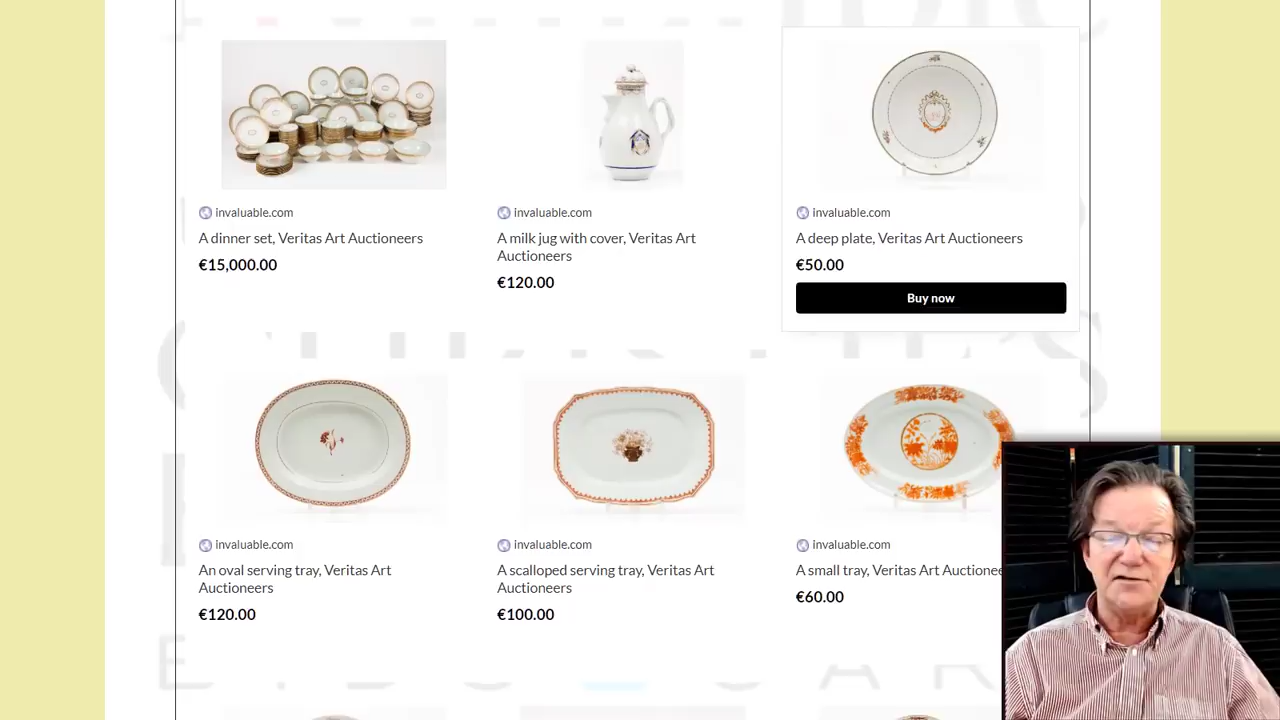 invaluable.com
A dinner set, Veritas Art Auctioneers
€15,000.00
invaluable.com
A milk jug with cover, Veritas Art
Auctioneers
€120.00
invaluable.com
A deep plate, Veritas Art Auctioneers
€50.00
Buy now
invaluable.com
An oval serving tray, Veritas Art
Auctioneers
€120.00
invaluable.com
A scalloped serving tray, Veritas Art
Auctioneers
€100.00
invaluable.com
A small tray, Veritas Art Auctionee
€60.00